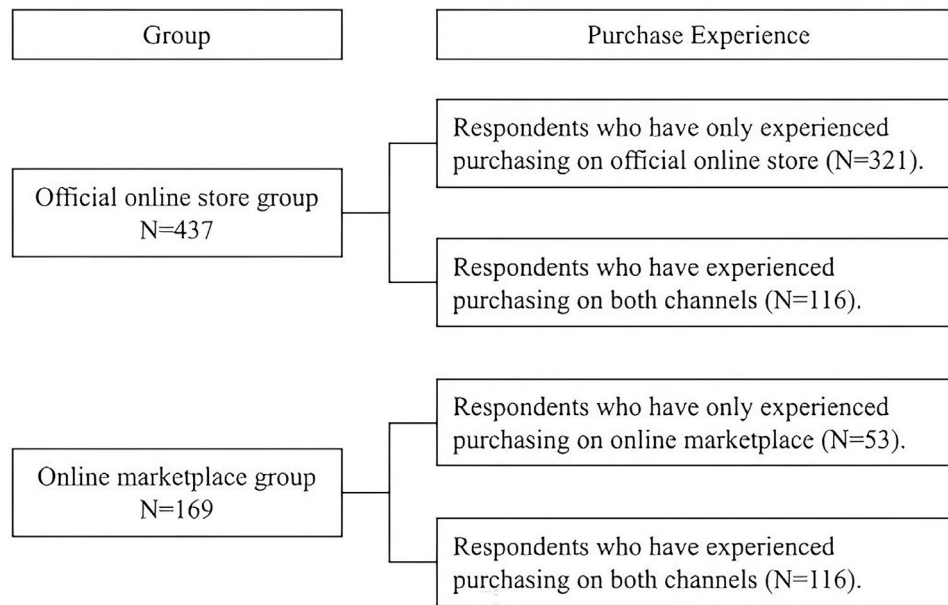 Group
Purchase Experience
Official online store group
N=437
Respondents who have only experienced
purchasing on official online store (N=321).
Respondents who have experienced
purchasing on both channels (N=116).
Online marketplace group
N=169
Respondents who have only experienced
purchasing on online marketplace (N=53).
Respondents who have experienced
purchasing on both channels (N=116).